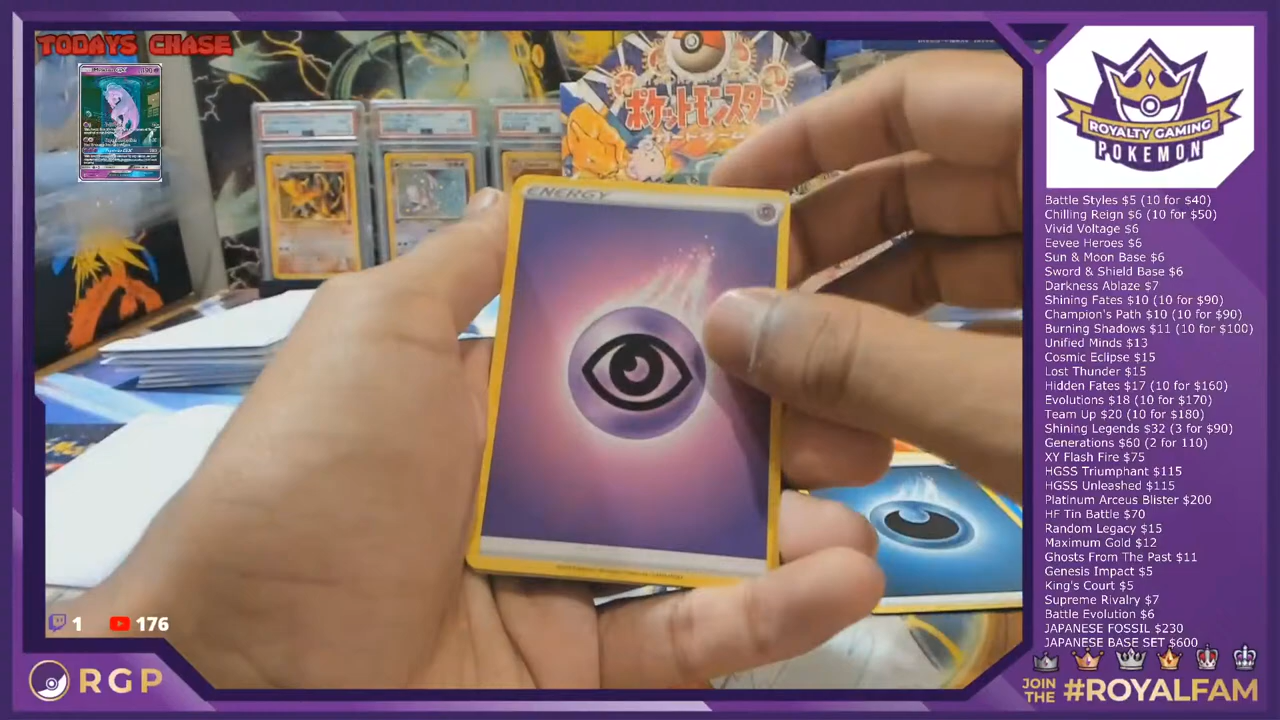 TODAYS CHASE
ポケットモンスター
ENERGY
1
176
RGP
ROYALTY GAMING
POKEMON
Battle Styles $5 (10 for $40)
Chilling Reign $6 (10 for $50)
Vivid Voltage $6
Eevee Heroes $6
Sun & Moon Base $6
Sword & Shield Base $6
Darkness Ablaze $7
Shining Fates $10 (10 for $90)
Champion's Path $10 (10 for $90)
Burning Shadows $11 (10 for $100)
Unified Minds $13
Cosmic Eclipse $15
Lost Thunder $15
Hidden Fates $17 (10 for $160)
Evolutions $18 (10 for $170)
Team Up $20 (10 for $180)
Shining Legends $32 (3 for $90)
Generations $60 (2 for 110)
XY Flash Fire $75
HGSS Triumphant $115
HGSS Unleashed $115
Platinum Arceus Blister $200
HF Tin Battle $70
Random Legacy $15
Maximum Gold $12
Ghosts From The Past $11
Genesis Impact $5
King's Court $5
Supreme Rivalry $7
Battle Evolution $6
JAPANESE FOSSIL $230
JAPANESE BASE SET $600
JOIN THE #ROYALFAM